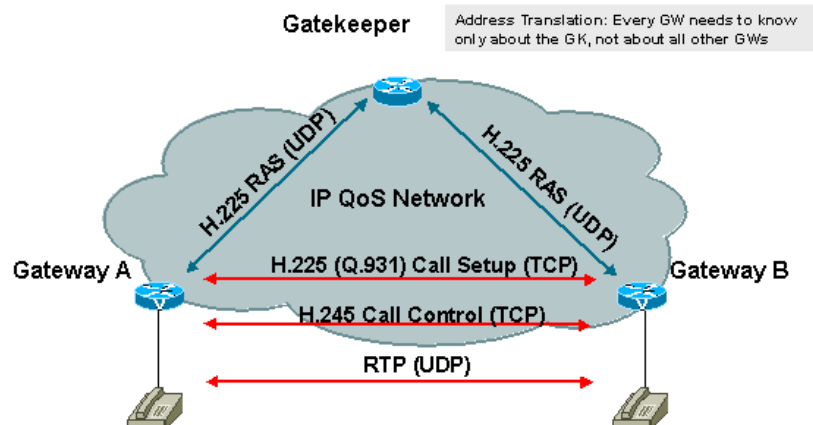 Gatekeeper
Address Translation: Every GW needs to know
only about the GK, not about all other GWs
H.225 RAS (UDP)
H.225 RAS (UDP)
IP QoS Network
Gateway A
H.225 (Q.931) Call Setup (TCP)
Gateway B
H.245 Call Control (TCP)
RTP (UDP)